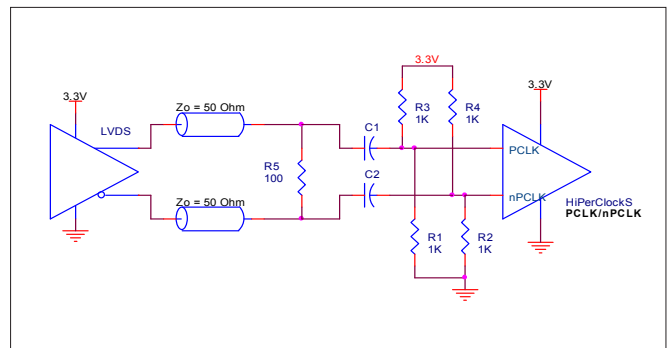 3.3V
3.3V
3.3V
Zo = 50 Ohm
LVDS
C1
R3
1K
R4
1K
PCLK
R5
100
C2
nPCLK
Zo = 50 Ohm
HiPerClockS
PCLK/nPCLK
R1
1K
R2
1K